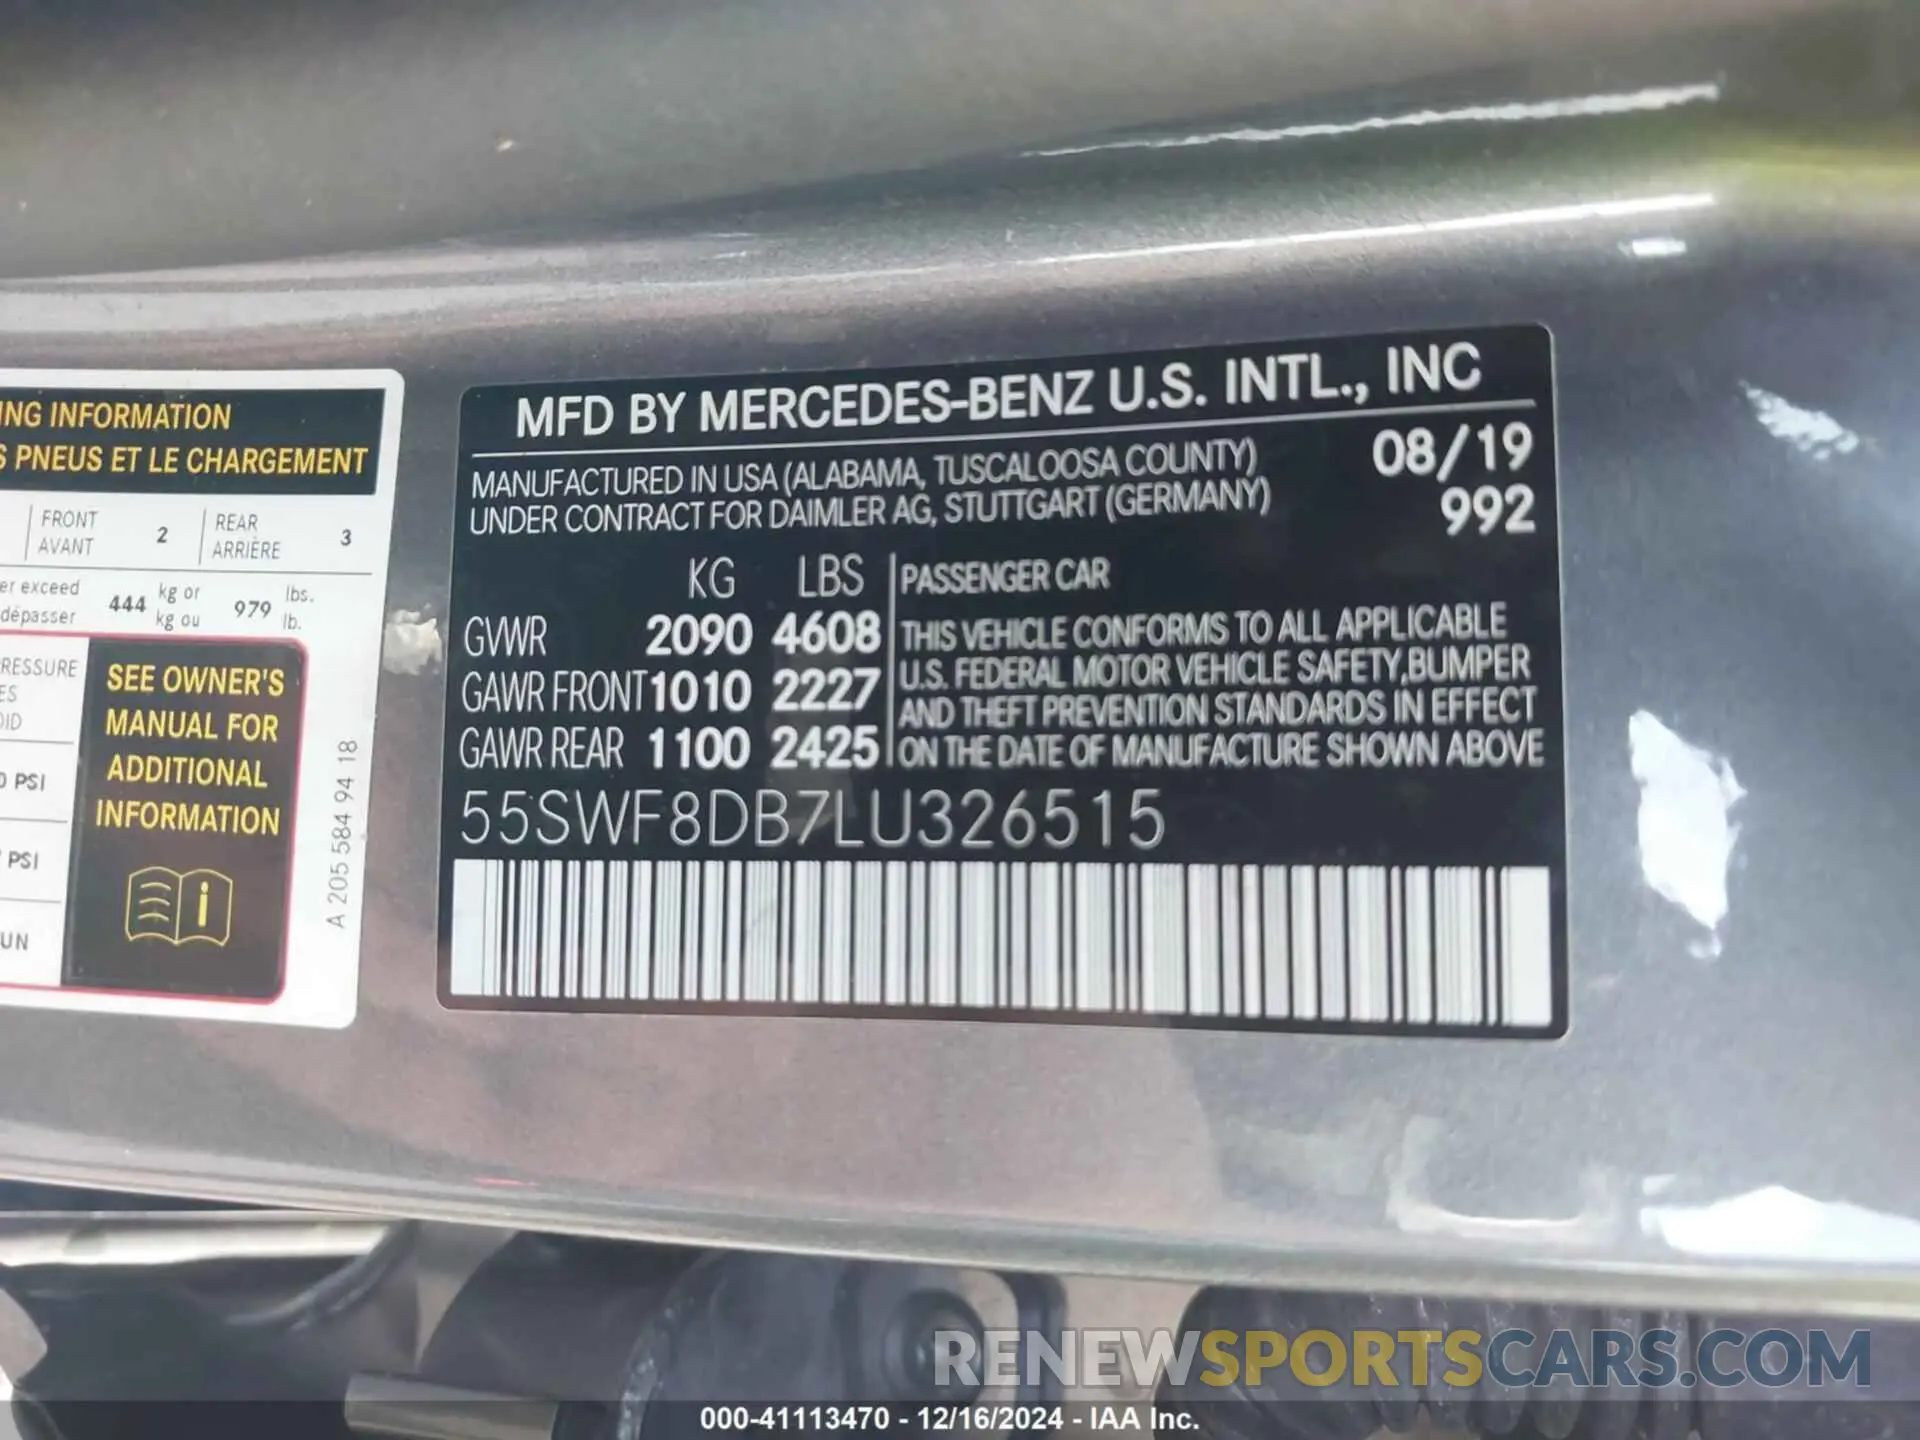 ING INFORMATION
S PNEUS ET LE CHARGEMENT
FRONT
AVANT
2
REAR
ARRIÈRE
3
er exceed
dépasser
444
kg or
kg ou
979
lbs.
lb.
RESSURE
ES
OID
0 PSI
PSI
UN
SEE OWNER'S
MANUAL FOR
ADDITIONAL
INFORMATION
i
A 205 584 94 18
MFD BY MERCEDES-BENZ U.S. INTL., INC
MANUFACTURED IN USA (ALABAMA, TUSCALOOSA COUNTY)
UNDER CONTRACT FOR DAIMLER AG, STUTTGART (GERMANY)
08/19
992
KG LBS
GVWR 2090 4608
GAWR FRONT 1010 2227
GAWR REAR 1100 2425
PASSENGER CAR
THIS VEHICLE CONFORMS TO ALL APPLICABLE
U.S. FEDERAL MOTOR VEHICLE SAFETY,BUMPER
AND THEFT PREVENTION STANDARDS IN EFFECT
ON THE DATE OF MANUFACTURE SHOWN ABOVE
55SWF8DB7LU326515
RENEWSPORTSCARS.COM
000-41113470 - 12/16/2024 - IAA Inc.